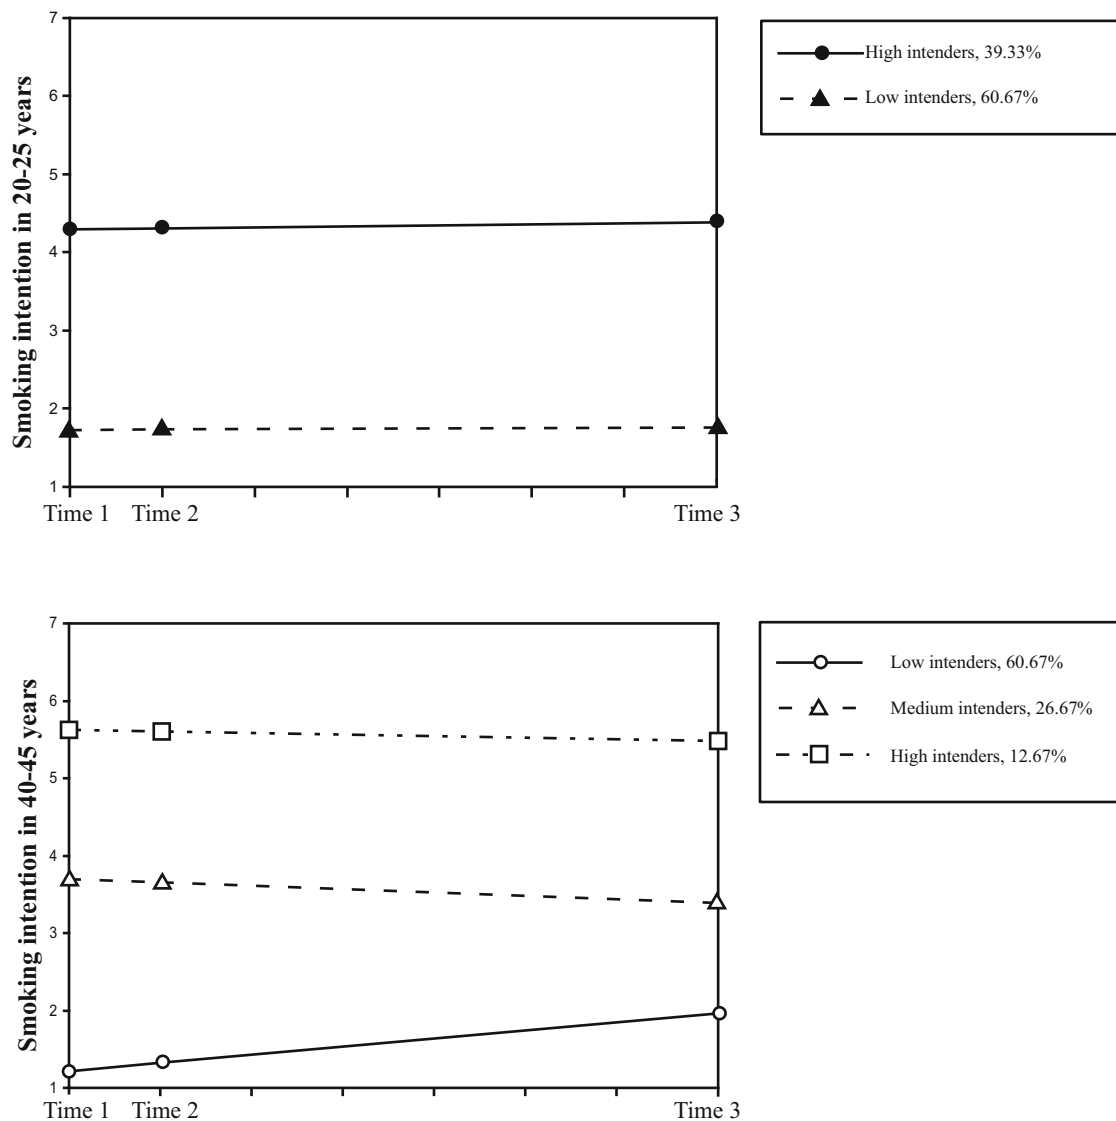 Smoking intention in 20-25 years
7
6
5
4
3
2
1
Time 1 Time 2 Time 3
High intenders, 39.33%
Low intenders, 60.67%
Smoking intention in 40-45 years
7
6
5
4
3
2
1
Time 1 Time 2 Time 3
Low intenders, 60.67%
Medium intenders, 26.67%
High intenders, 12.67%